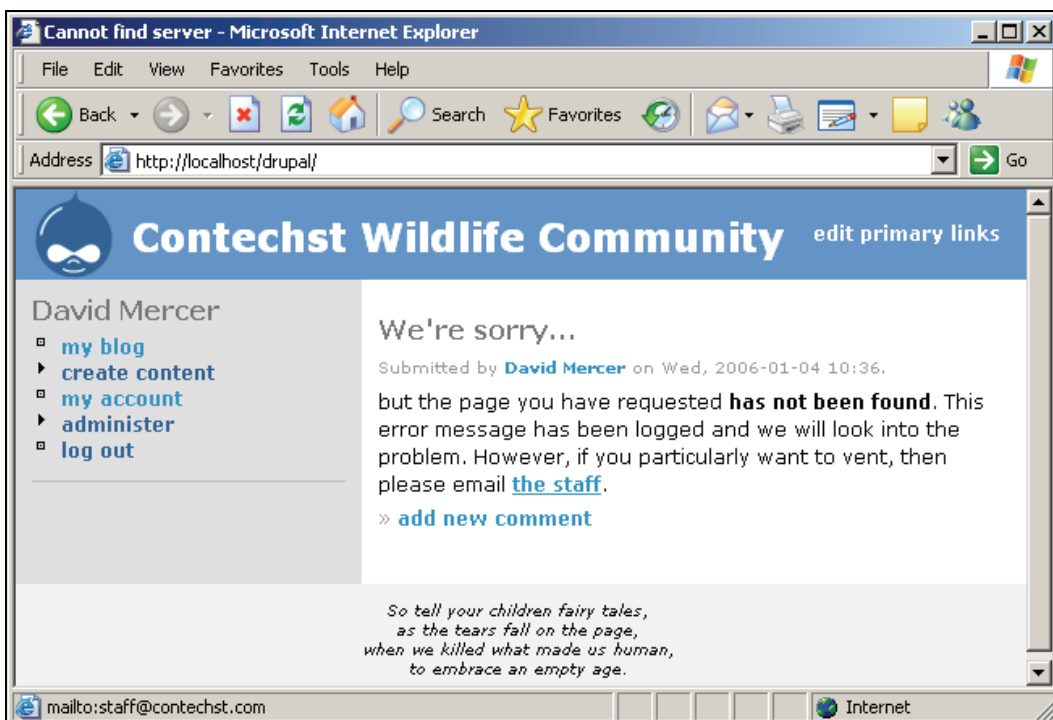 Cannot find server - Microsoft Internet Explorer
File Edit View Favorites Tools Help
Back Search Favorites
Address http://localhost/drupal/ Go
Contechst Wildlife Community edit primary links
David Mercer
my blog
create content
my account
administer
log out
We're sorry...
Submitted by David Mercer on Wed, 2006-01-04 10:36.
but the page you have requested has not been found. This
error message has been logged and we will look into the
problem. However, if you particularly want to vent, then
please email the staff.
» add new comment
So tell your children fairy tales,
as the tears fall on the page,
when we killed what made us human,
to embrace an empty age.
mailto:staff@contechst.com Internet